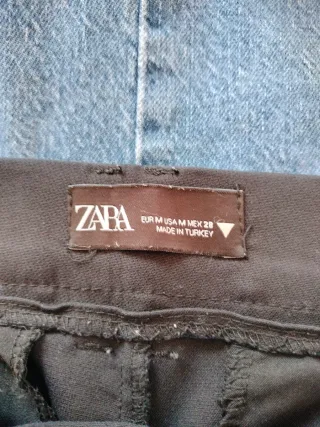 ZARA
EUR M USA M MEX 28
MADE IN TURKEY